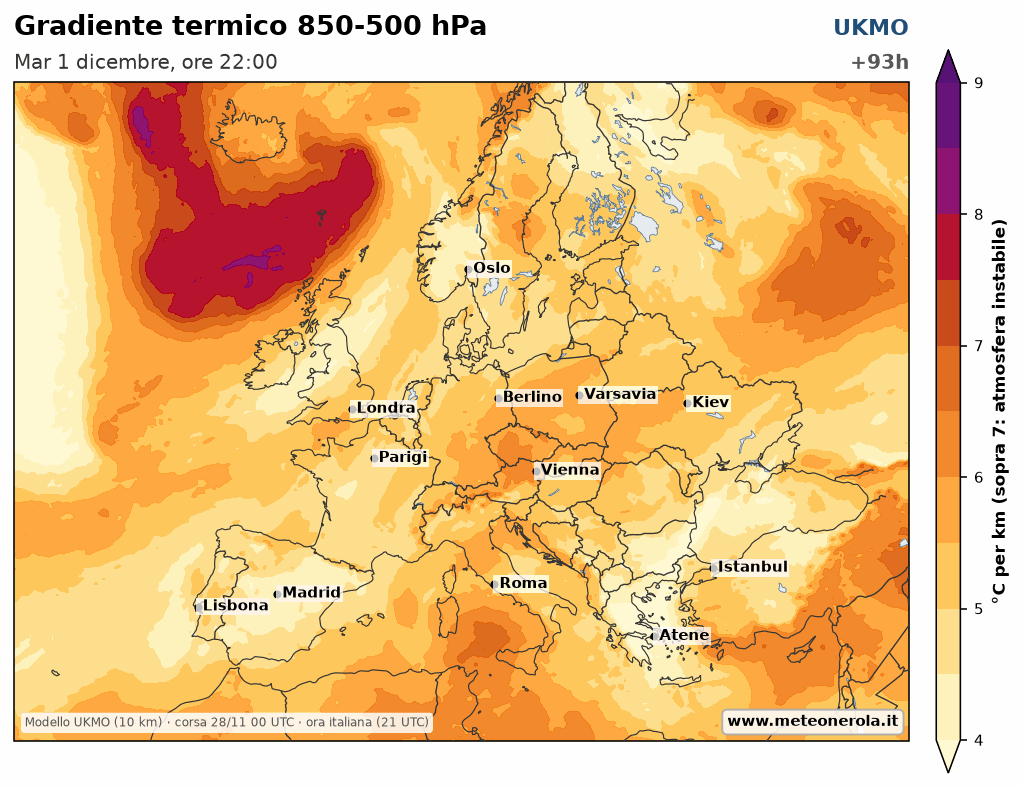 Gradiente termico 850-500 hPa
UKMO
Mar 1 dicembre, ore 22:00
+93h
9
8
7
6
5
4
°C per km (sopra 7: atmosfera instabile)
Oslo
Berlino
Varsavia
Kiev
Londra
Parigi
Vienna
Istanbul
Roma
Madrid
Lisbona
Atene
Modello UKMO (10 km) · corsa 28/11 00 UTC · ora italiana (21 UTC)
www.meteonerola.it